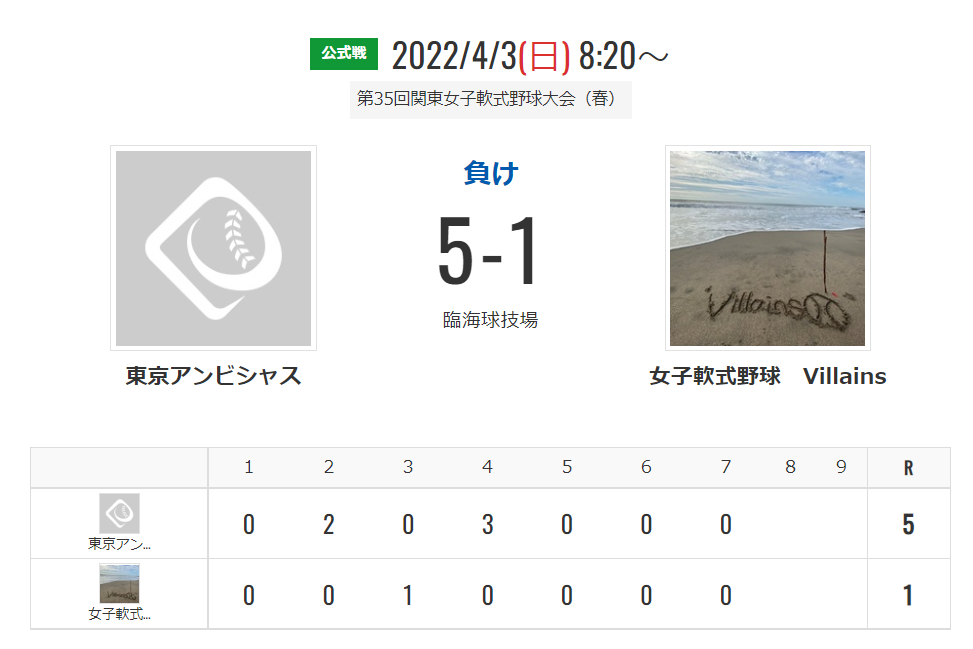 公式戦 2022/4/3(日) 8:20～
第35回関東女子軟式野球大会（春）
負け
5-1
臨海球技場
Villains
東京アンビシャス
女子軟式野球　Villains
1 2 3 4 5 6 7 8 9 R
東京アン... 0 2 0 3 0 0 0 5
女子軟式... 0 0 1 0 0 0 0 1